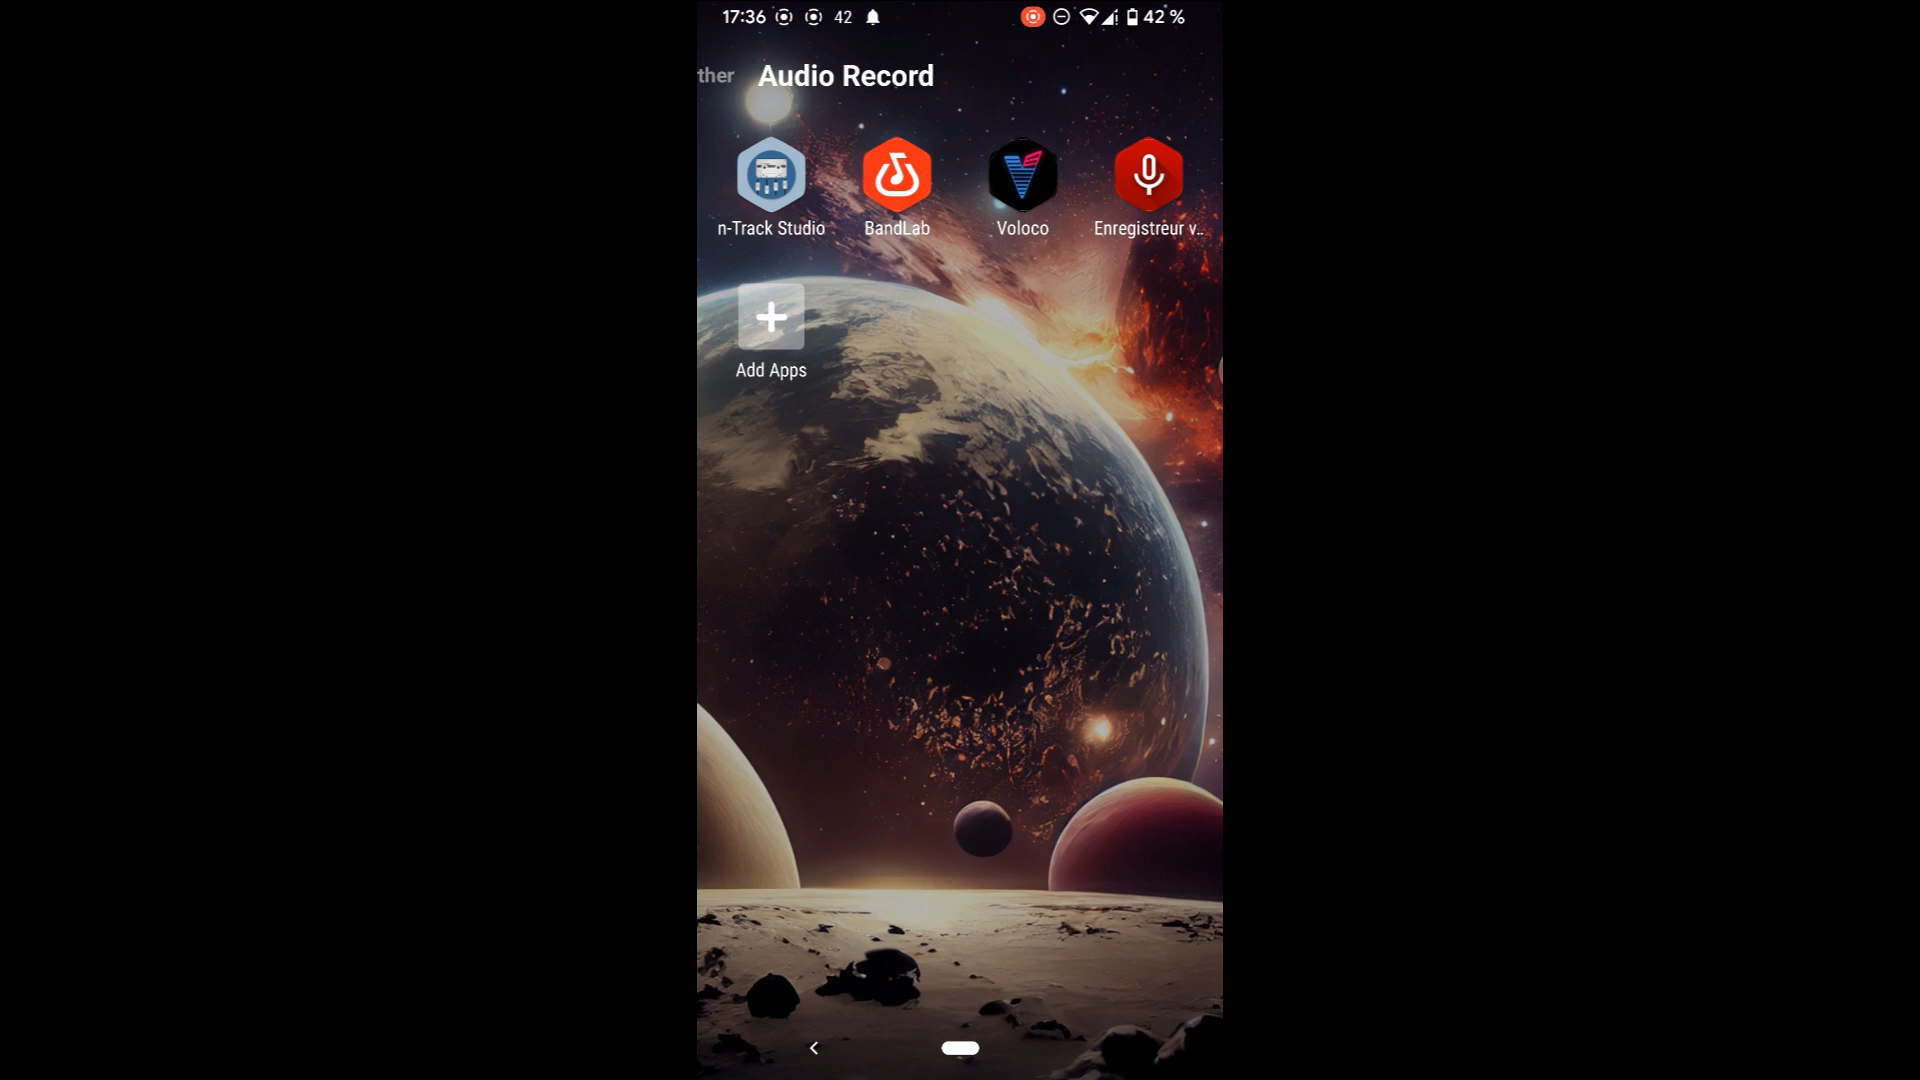 17:36 42 42 %
ther Audio Record
n-Track Studio BandLab Voloco Enregistreur v..
Add Apps